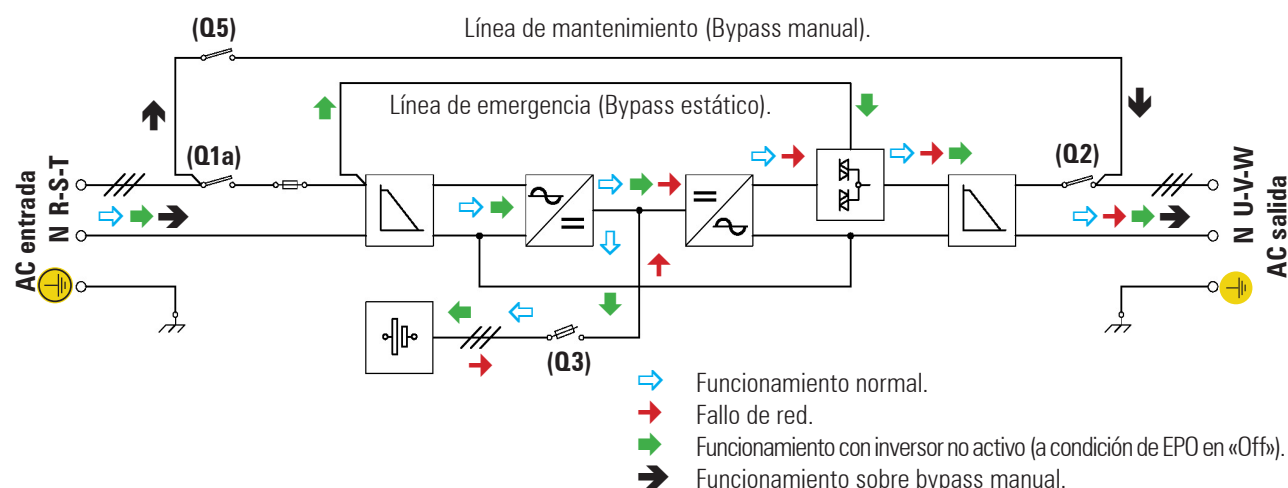 (Q5)
Línea de mantenimiento (Bypass manual).
Línea de emergencia (Bypass estático).
(Q1a)
(Q2)
AC entrada
N R-S-T
N U-V-W
AC salida
(Q3)
Funcionamiento normal.
Fallo de red.
Funcionamiento con inversor no activo (a condición de EPO en «Off»).
Funcionamiento sobre bypass manual.